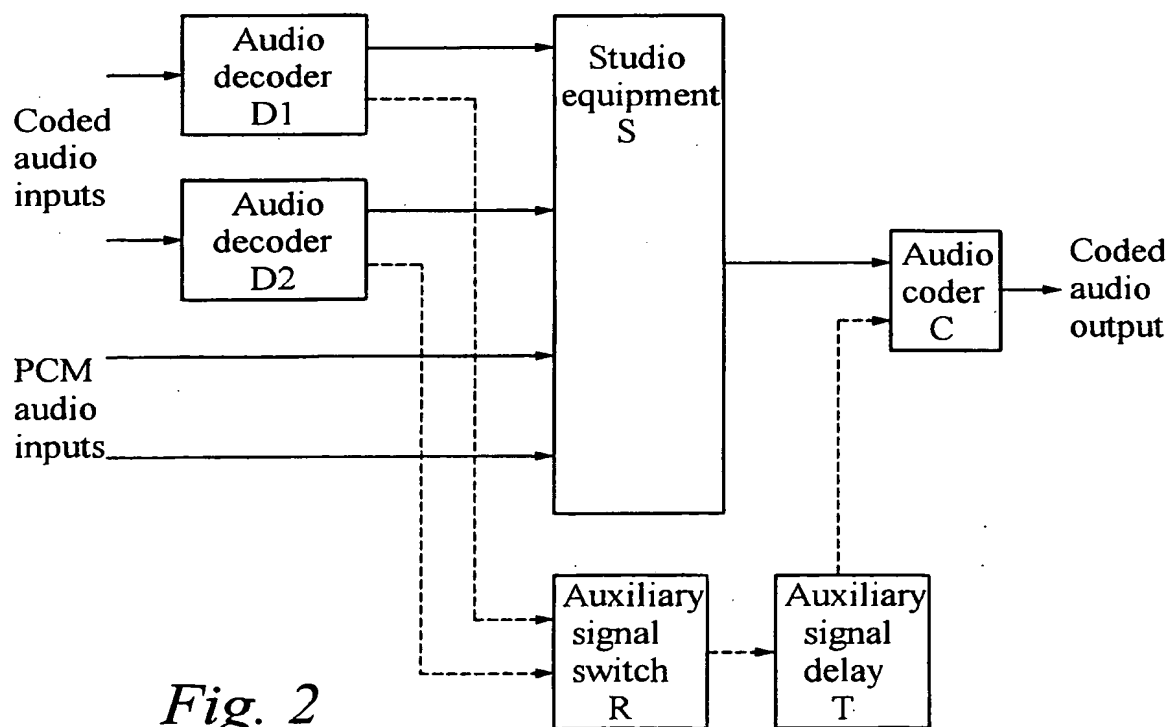 Audio
decoder
D1
Studio
equipment
S
Coded
audio
inputs
Audio
decoder
D2
Audio
coder
C
Coded
audio
output
PCM
audio
inputs
Auxiliary
signal
switch
R
Auxiliary
signal
delay
T
Fig. 2